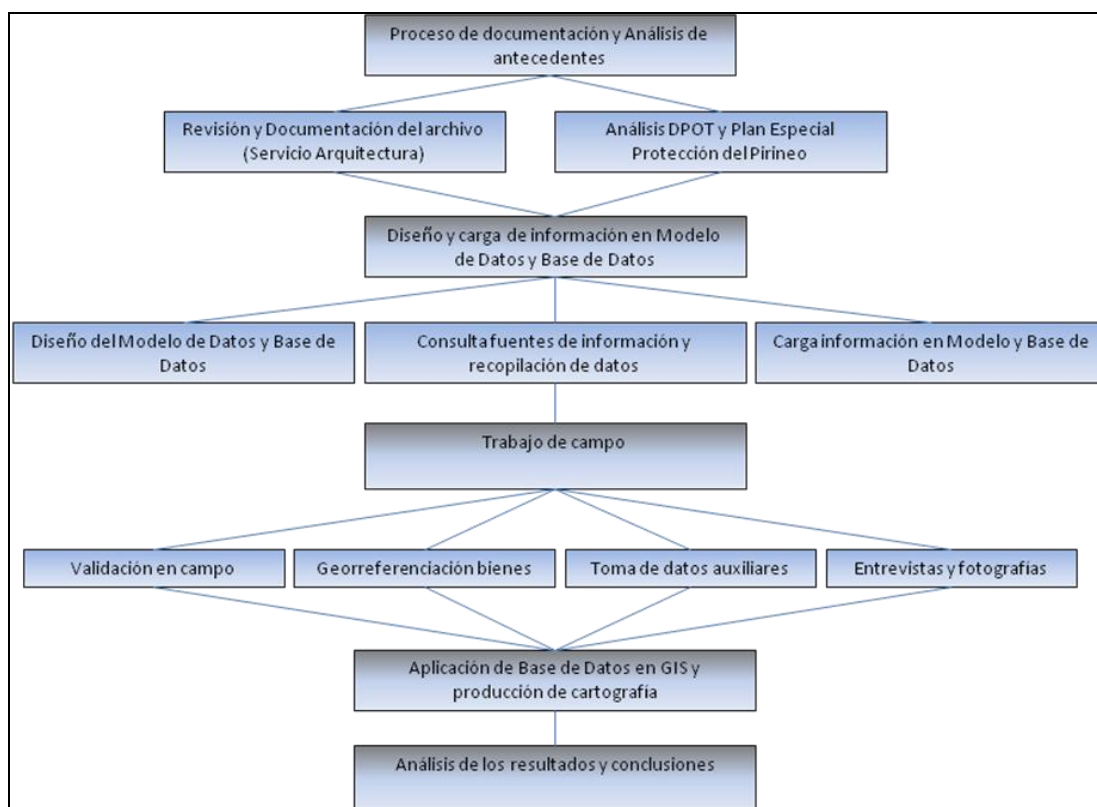 Proceso de documentación y Análisis de
antecedentes
Revisión y Documentación del archivo
(Servicio Arquitectura)
Análisis DPOT y Plan Especial
Protección del Pirineo
Diseño y carga de información en Modelo
de Datos y Base de Datos
Diseño del Modelo de Datos y Base de
Datos
Consulta fuentes de información y
recopilación de datos
Carga información en Modelo y Base de
Datos
Trabajo de campo
Validación en campo
Georreferenciación bienes
Toma de datos auxiliares
Entrevistas y fotografías
Aplicación de Base de Datos en GIS y
producción de cartografía
Análisis de los resultados y conclusiones